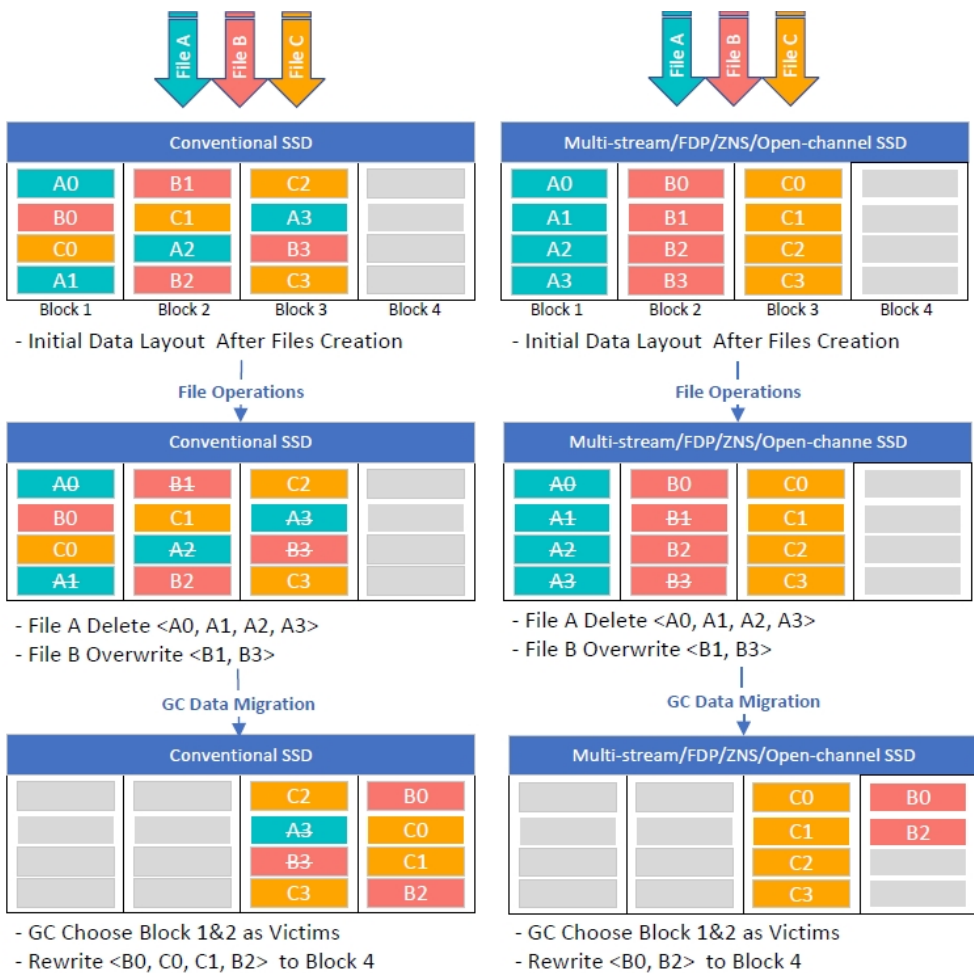 File A
File B
File C
File A
File B
File C
Conventional SSD
A0 B1 C2
B0 C1 A3
C0 A2 B3
A1 B2 C3
Block 1 Block 2 Block 3 Block 4
- Initial Data Layout After Files Creation
Multi-stream/FDP/ZNS/Open-channel SSD
A0 B0 C0
A1 B1 C1
A2 B2 C2
A3 B3 C3
Block 1 Block 2 Block 3 Block 4
- Initial Data Layout After Files Creation
File Operations
File Operations
Conventional SSD
A0 B1 C2
B0 C1 A3
C0 A2 B3
A1 B2 C3
- File A Delete <A0, A1, A2, A3>
- File B Overwrite <B1, B3>
Multi-stream/FDP/ZNS/Open-channe SSD
A0 B0 C0
A1 B1 C1
A2 B2 C2
A3 B3 C3
- File A Delete <A0, A1, A2, A3>
- File B Overwrite <B1, B3>
GC Data Migration
GC Data Migration
Conventional SSD
C2 B0
A3 C0
B3 C1
C3 B2
- GC Choose Block 1&2 as Victims
- Rewrite <B0, C0, C1, B2> to Block 4
Multi-stream/FDP/ZNS/Open-channel SSD
C0 B0
C1 B2
C2
C3
- GC Choose Block 1&2 as Victims
- Rewrite <B0, B2> to Block 4